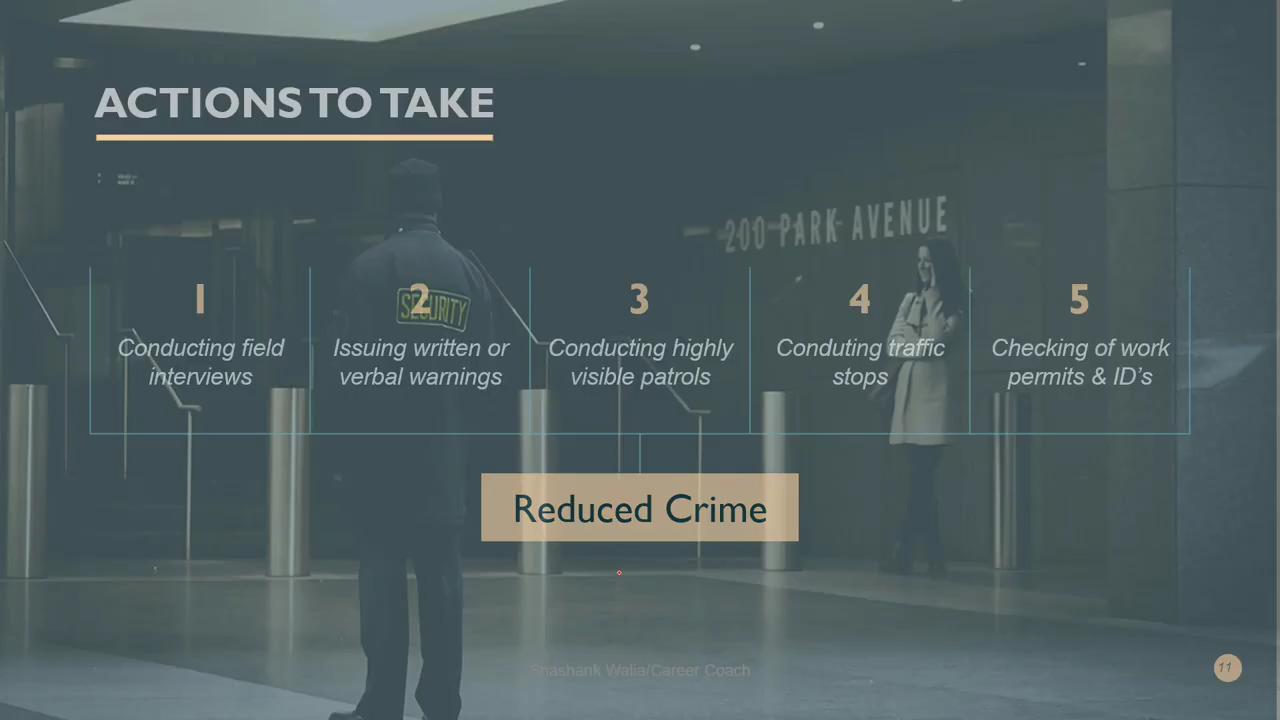 ACTIONS TO TAKE
200 PARK AVENUE
1
Conducting field
interviews
2
SECURITY
Issuing written or
verbal warnings
3
Conducting highly
visible patrols
4
Conduting traffic
stops
5
Checking of work
permits & ID's
Reduced Crime
Shashank Walia/Career Coach
11